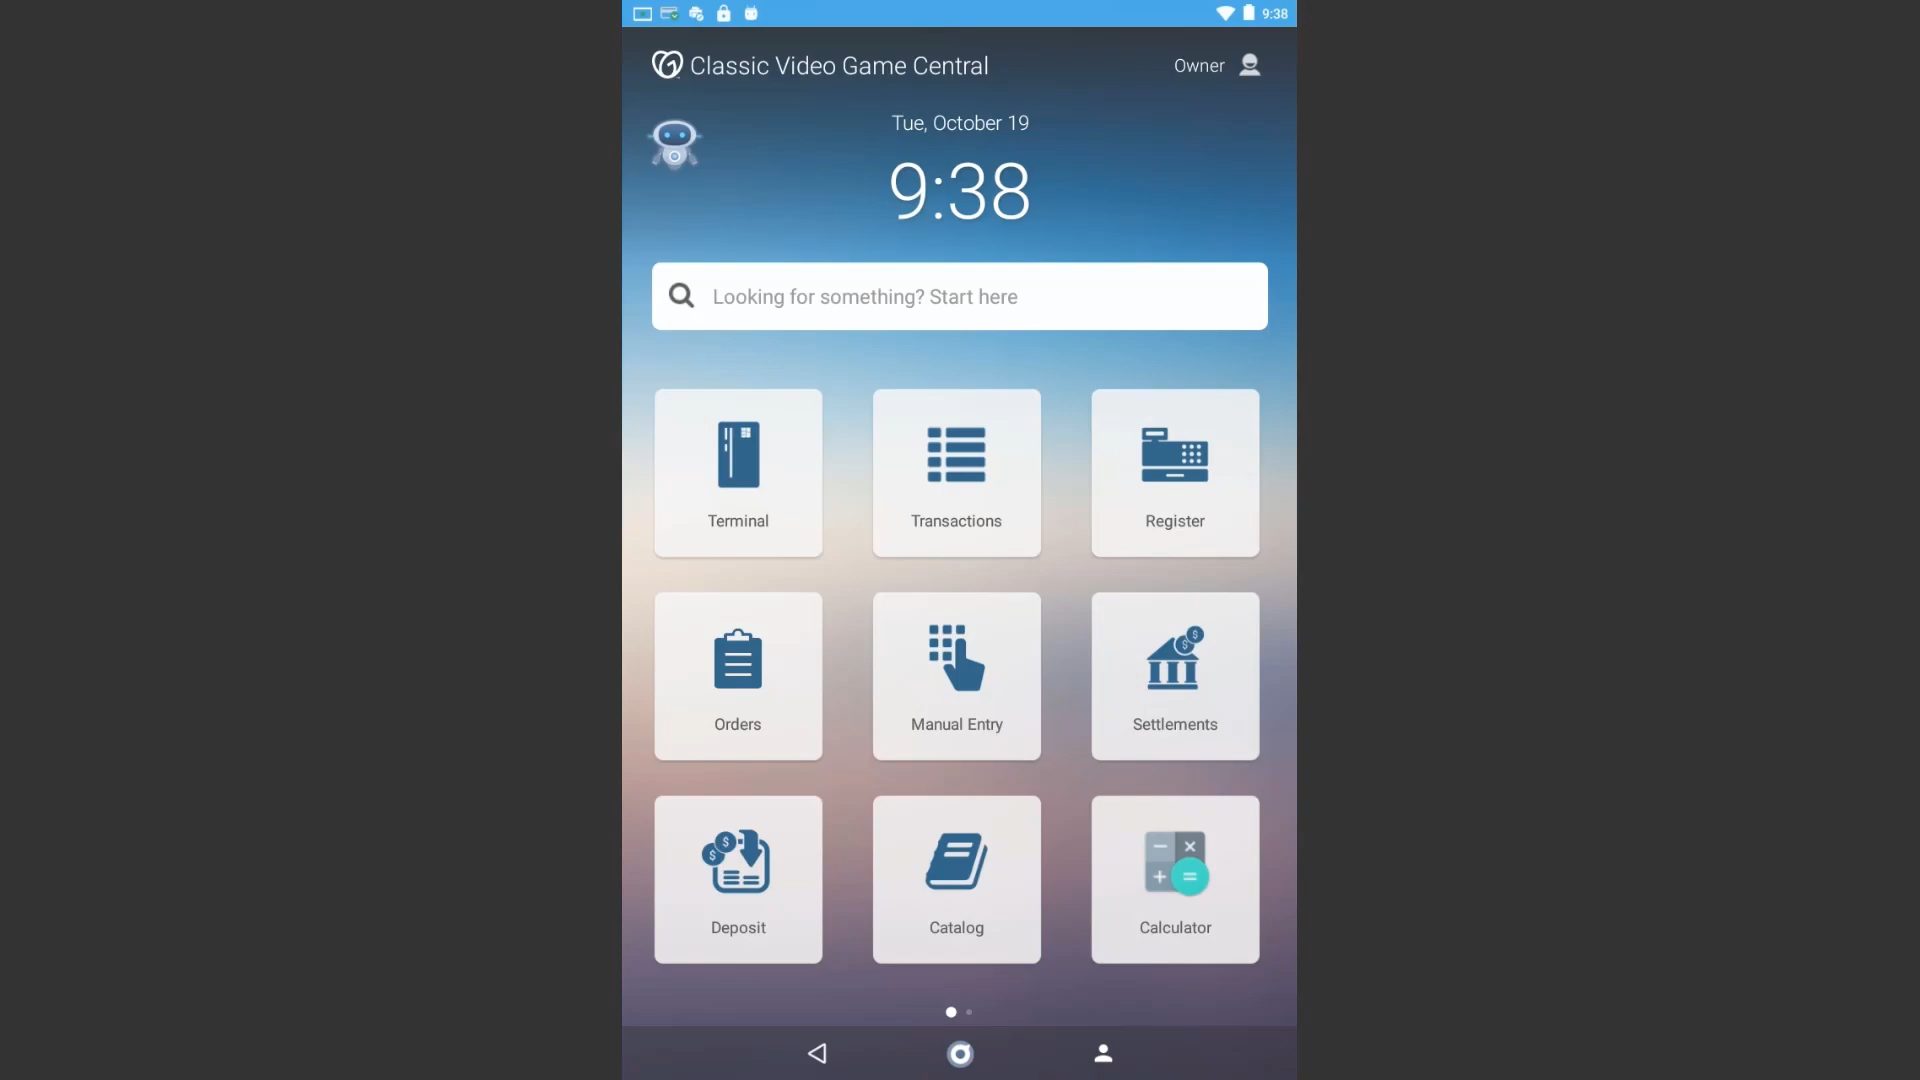 9:38
Classic Video Game Central
Owner
Tue, October 19
9:38
Looking for something? Start here
Terminal
Transactions
Register
Orders
Manual Entry
Settlements
Deposit
Catalog
Calculator